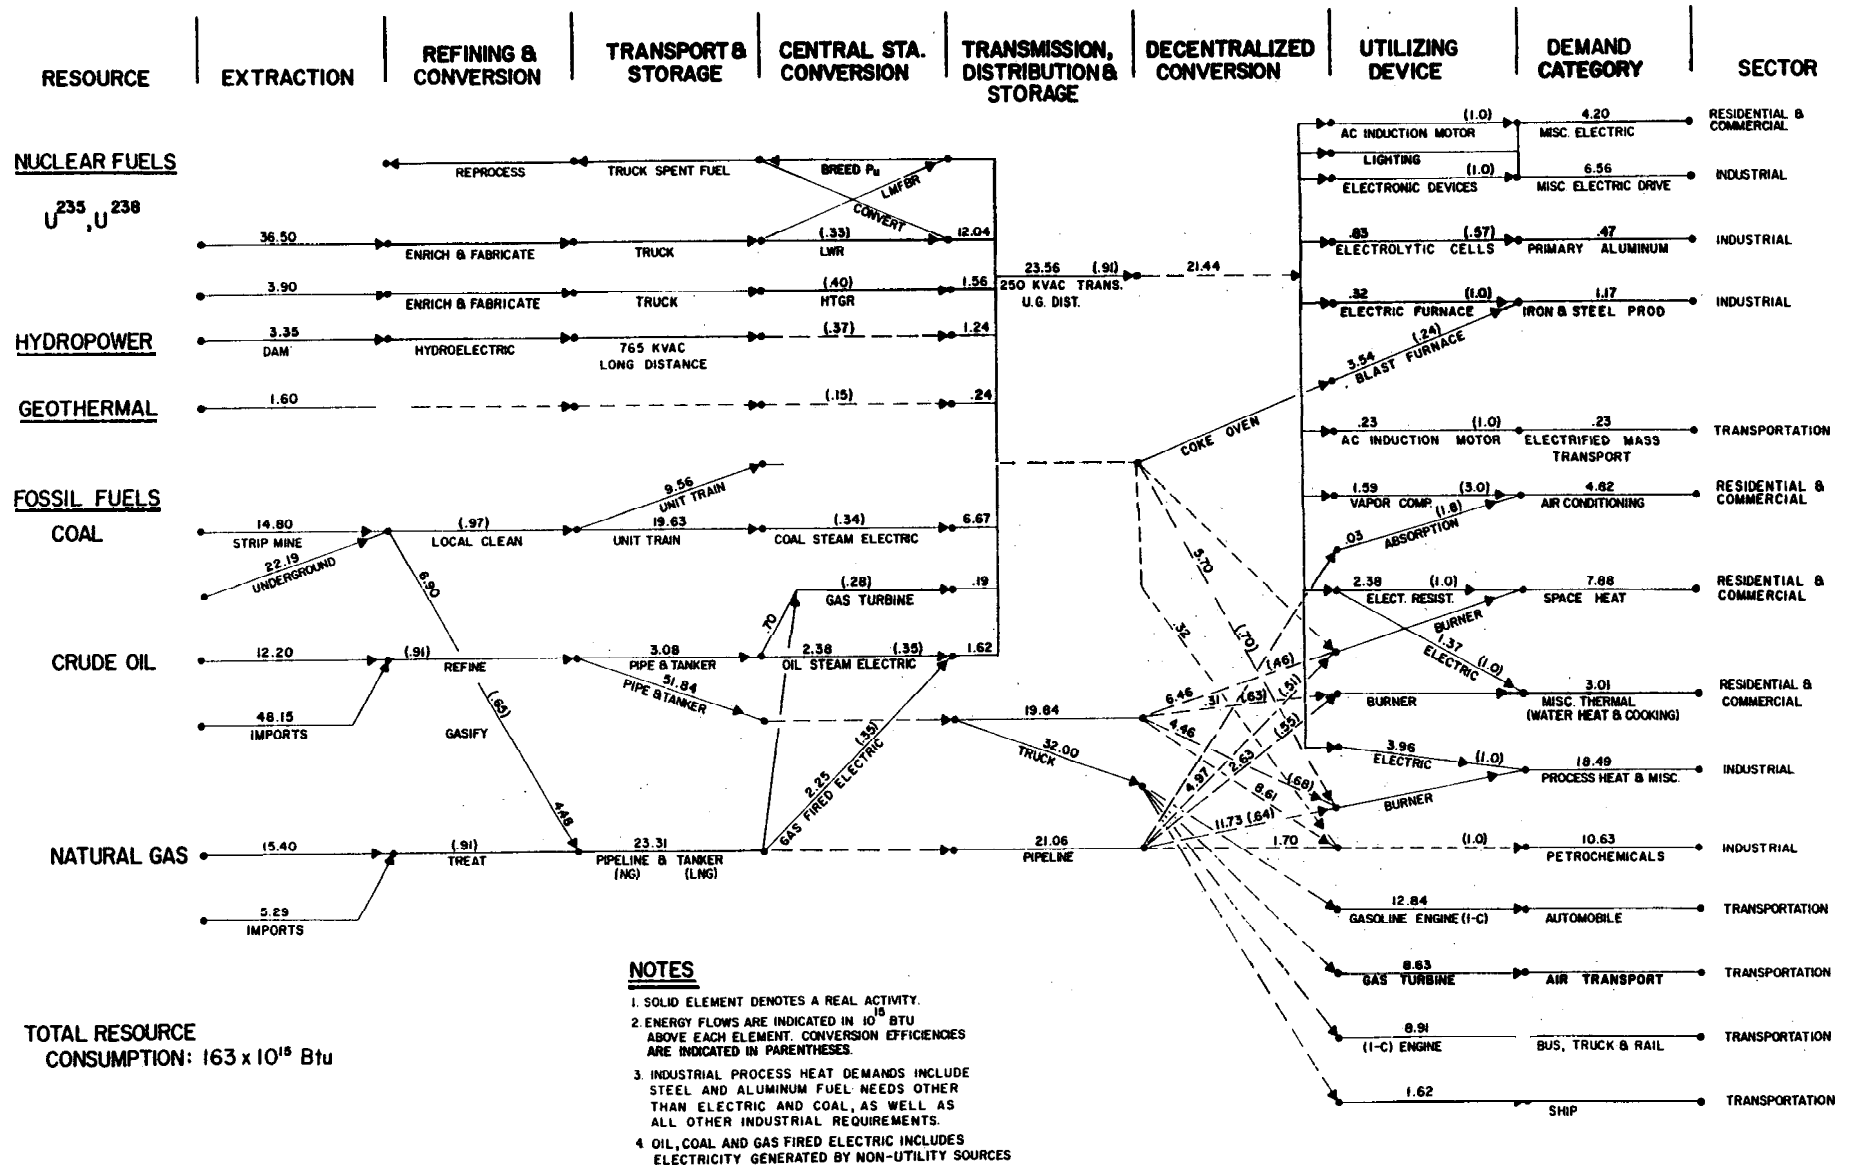 RESOURCE
EXTRACTION
REFINING &
CONVERSION
TRANSPORT &
STORAGE
CENTRAL STA.
CONVERSION
TRANSMISSION,
DISTRIBUTION &
STORAGE
DECENTRALIZED
CONVERSION
UTILIZING
DEVICE
DEMAND
CATEGORY
SECTOR
(1.0) 4.20
AC INDUCTION MOTOR
MISC. ELECTRIC
RESIDENTIAL &
COMMERCIAL
LIGHTING
NUCLEAR FUELS
U235, U238
REPROCESS
TRUCK SPENT FUEL
BREED Pu
LMFBR
CONVERT
(1.0) 6.56
ELECTRONIC DEVICES
MISC. ELECTRIC DRIVE
INDUSTRIAL
36.50
ENRICH & FABRICATE
TRUCK
(.33)
LWR
12.04
.83 (.57) .47
ELECTROLYTIC CELLS
PRIMARY ALUMINUM
INDUSTRIAL
3.90
ENRICH & FABRICATE
TRUCK
(.40)
HTGR
1.56
23.56 (.91)
250 KVAC TRANS.
U.G. DIST.
21.44
.32 (1.0) 1.17
ELECTRIC FURNACE
IRON & STEEL PROD
INDUSTRIAL
3.54 (.24)
BLAST FURNACE
HYDROPOWER
3.35
DAM
HYDROELECTRIC
765 KVAC
LONG DISTANCE
(.37)
1.24
GEOTHERMAL
1.60
(.15)
.24
COKE OVEN
.23 (1.0) .23
AC INDUCTION MOTOR
ELECTRIFIED MASS
TRANSPORT
TRANSPORTATION
FOSSIL FUELS
COAL
14.80
STRIP MINE
22.19
UNDERGROUND
(.97)
LOCAL CLEAN
9.56
UNIT TRAIN
19.63
UNIT TRAIN
(.34)
COAL STEAM ELECTRIC
6.67
1.59 (3.0) 4.82
VAPOR COMP.
AIR CONDITIONING
RESIDENTIAL &
COMMERCIAL
.03 (1.8)
ABSORPTION
6.90
5.70
(.28)
GAS TURBINE
.19
.70
2.38 (1.0) 7.88
ELECT. RESIST.
SPACE HEAT
RESIDENTIAL &
COMMERCIAL
BURNER
1.37 (1.0)
ELECTRIC
.32
(.70)
CRUDE OIL
12.20
(.91)
REFINE
3.08
PIPE & TANKER
51.84
PIPE & TANKER
2.38 (.35)
OIL STEAM ELECTRIC
1.62
48.15
IMPORTS
(.65)
GASIFY
4.48
6.46 (.46)
.31 (.63)
(.51)
(.55)
BURNER
3.01
MISC. THERMAL
(WATER HEAT & COOKING)
RESIDENTIAL &
COMMERCIAL
19.84
32.00
TRUCK
4.46
(.68)
8.61
4.97
2.63
11.73 (.64)
2.25 (.35)
GAS FIRED ELECTRIC
3.96 (1.0)
ELECTRIC
18.49
PROCESS HEAT & MISC.
INDUSTRIAL
BURNER
NATURAL GAS
15.40
(.91)
TREAT
23.31
PIPELINE & TANKER
(NG) (LNG)
21.06
PIPELINE
1.70
(1.0)
10.63
PETROCHEMICALS
INDUSTRIAL
5.29
IMPORTS
12.84
GASOLINE ENGINE (I-C)
AUTOMOBILE
TRANSPORTATION
8.63
GAS TURBINE
AIR TRANSPORT
TRANSPORTATION
8.91
(I-C) ENGINE
BUS, TRUCK & RAIL
TRANSPORTATION
1.62
SHIP
TRANSPORTATION
TOTAL RESOURCE
CONSUMPTION: 163 x 1015 Btu
NOTES
1. SOLID ELEMENT DENOTES A REAL ACTIVITY.
2. ENERGY FLOWS ARE INDICATED IN 1015 BTU
ABOVE EACH ELEMENT. CONVERSION EFFICIENCIES
ARE INDICATED IN PARENTHESES.
3. INDUSTRIAL PROCESS HEAT DEMANDS INCLUDE
STEEL AND ALUMINUM FUEL NEEDS OTHER
THAN ELECTRIC AND COAL, AS WELL AS
ALL OTHER INDUSTRIAL REQUIREMENTS.
4 OIL, COAL AND GAS FIRED ELECTRIC INCLUDES
ELECTRICITY GENERATED BY NON-UTILITY SOURCES